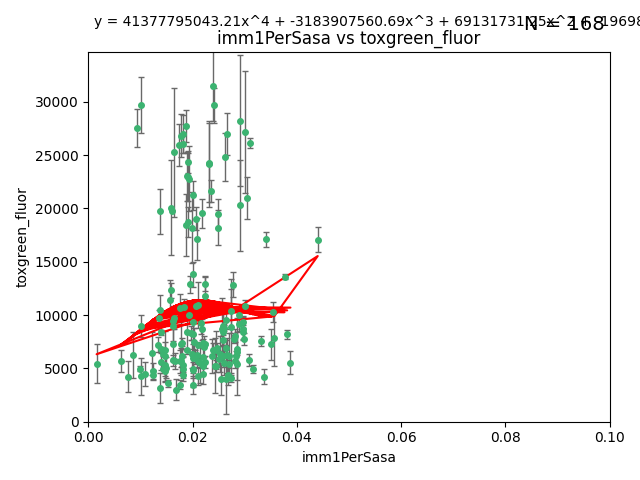 y = 41377795043.21x^4 + -3183907560.69x^3 + 69131731.
N = 168
imm1PerSasa vs toxgreen_fluor
toxgreen_fluor
30000
25000
20000
15000
10000
5000
0
0.00 0.02 0.04 0.06 0.08 0.10
imm1PerSasa